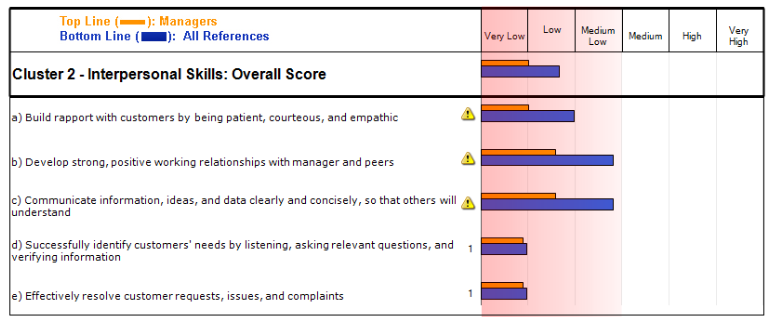 Top Line ( ): Managers
Bottom Line ( ): All References
Very Low
Low
Medium
Low
Medium
High
Very
High
Cluster 2 - Interpersonal Skills: Overall Score
a) Build rapport with customers by being patient, courteous, and empathic
b) Develop strong, positive working relationships with manager and peers
c) Communicate information, ideas, and data clearly and concisely, so that others will
understand
d) Successfully identify customers' needs by listening, asking relevant questions, and
verifying information
1
e) Effectively resolve customer requests, issues, and complaints
1